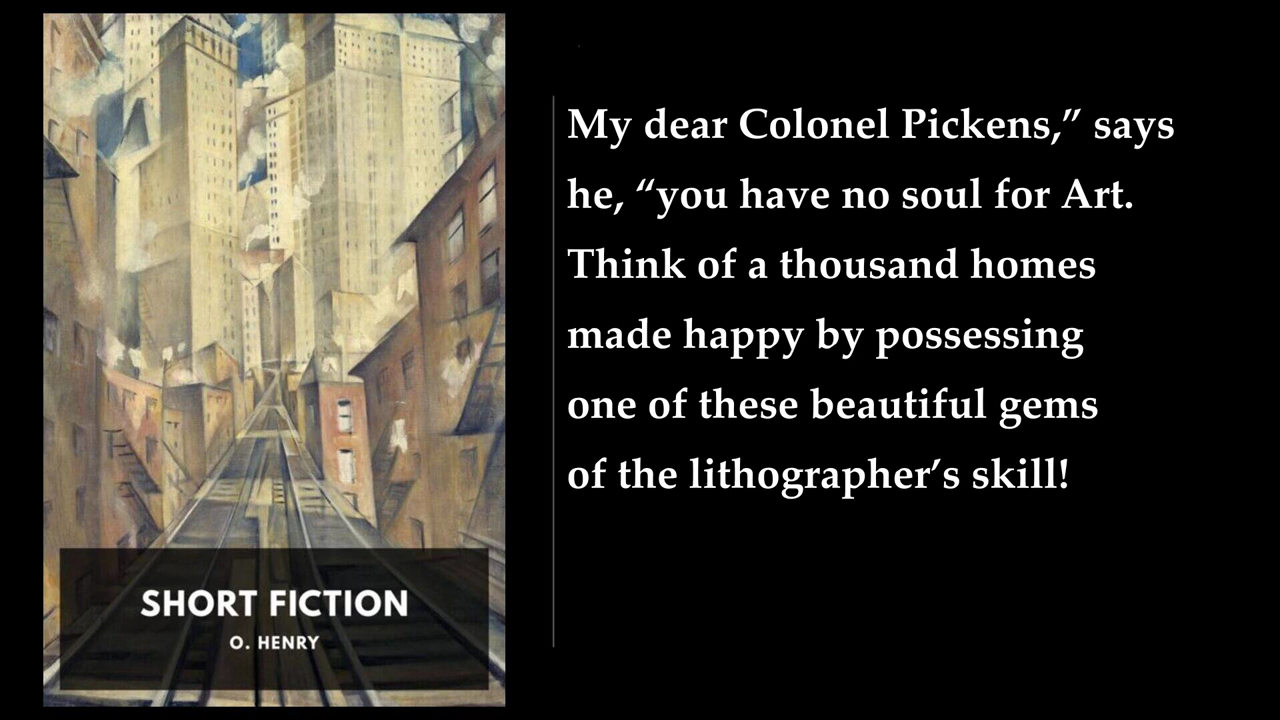 My dear Colonel Pickens,” says
he, “you have no soul for Art.
Think of a thousand homes
made happy by possessing
one of these beautiful gems
of the lithographer’s skill!
SHORT FICTION
O. HENRY